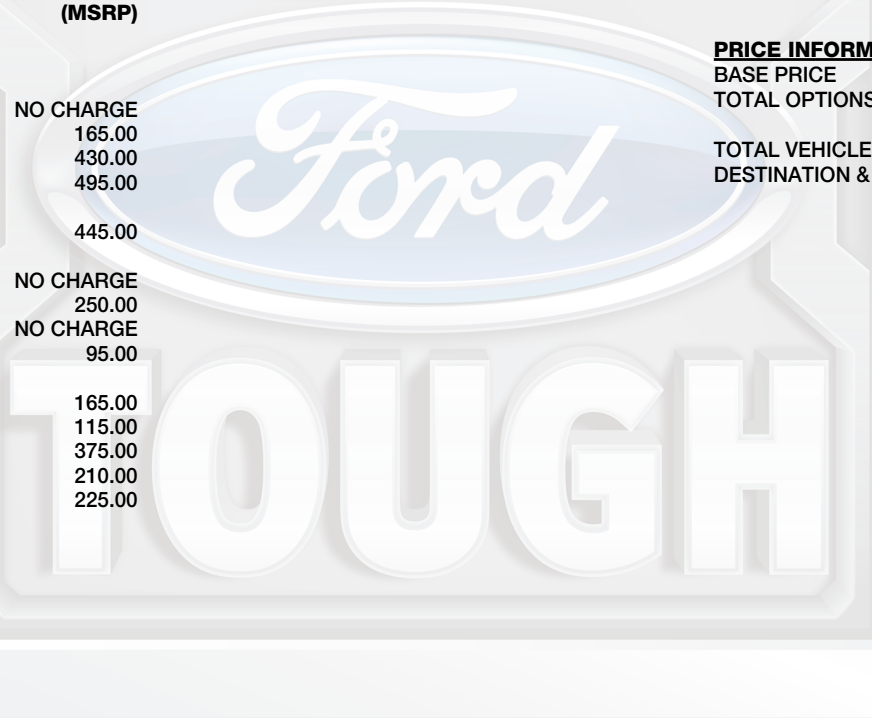 (MSRP)
NO CHARGE
165.00
430.00
495.00
445.00
NO CHARGE
250.00
NO CHARGE
95.00
165.00
115.00
375.00
210.00
225.00
PRICE INFORM
BASE PRICE
TOTAL OPTIONS
TOTAL VEHICLE
DESTINATION &
Ford
TOUGH